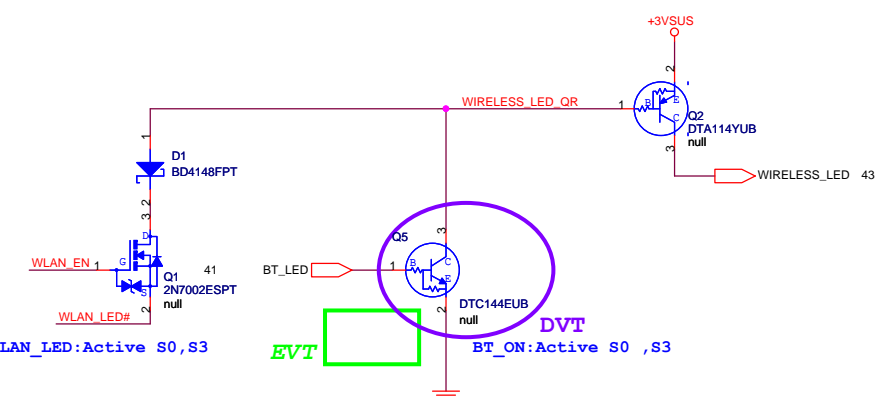 +3VSUS
2
WIRELESS_LED_QR
1
B
E
C
Q2
DTA114YUB
null
3
WIRELESS_LED 43
1
D1
BD4148FPT
2
3
D
WLAN_EN
1
G
S
Q1
2N7002ESPT
null
41
2
WLAN_LED#
LAN_LED:Active S0,S3
BT_LED
1
Q5
3
B
C
E
DTC144EUB
null
2
EVT
DVT
BT_ON:Active S0 ,S3